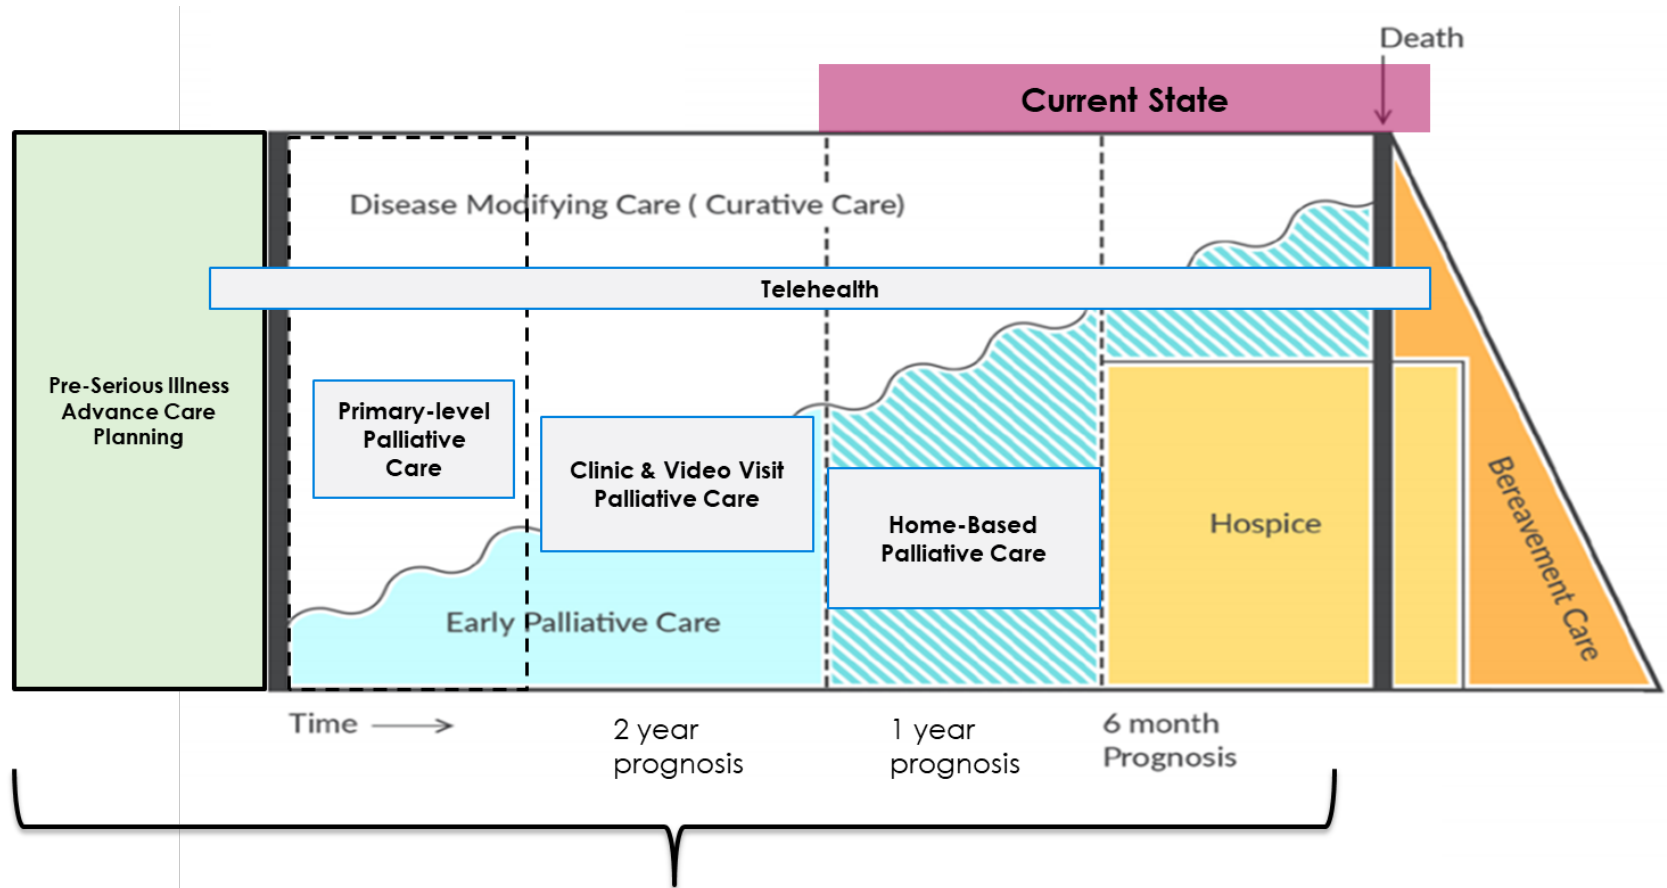 Death
Current State
Disease Modifying Care ( Curative Care)
Telehealth
Pre-Serious Illness
Advance Care
Planning
Primary-level
Palliative
Care
Clinic & Video Visit
Palliative Care
Home-Based
Palliative Care
Hospice
Bereavement Care
Early Palliative Care
Time
2 year
prognosis
1 year
prognosis
6 month
Prognosis